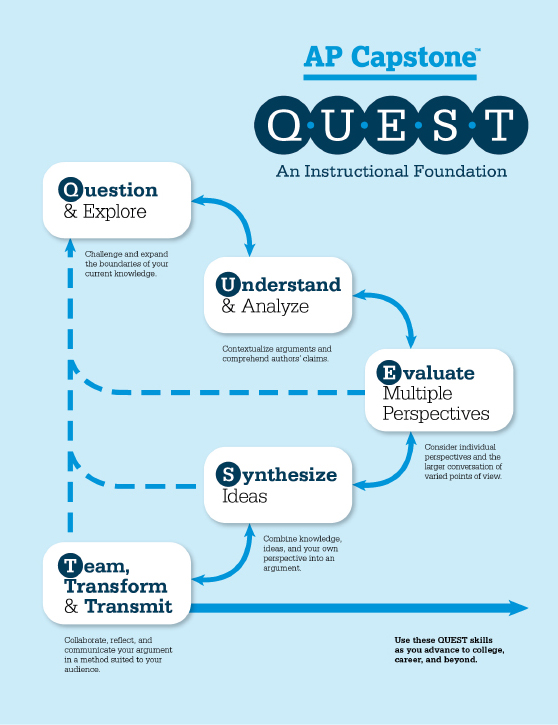 AP Capstone™
Q·U·E·S·T
An Instructional Foundation
Question
& Explore
Challenge and expand
the boundaries of your
current knowledge.
Understand
& Analyze
Contextualize arguments and
comprehend authors’ claims.
Evaluate
Multiple
Perspectives
Consider individual
perspectives and the
larger conversation of
varied points of view.
Synthesize
Ideas
Combine knowledge,
ideas, and your own
perspective into an
argument.
Team,
Transform
& Transmit
Collaborate, reflect, and
communicate your argument
in a method suited to your
audience.
Use these QUEST skills
as you advance to college,
career, and beyond.